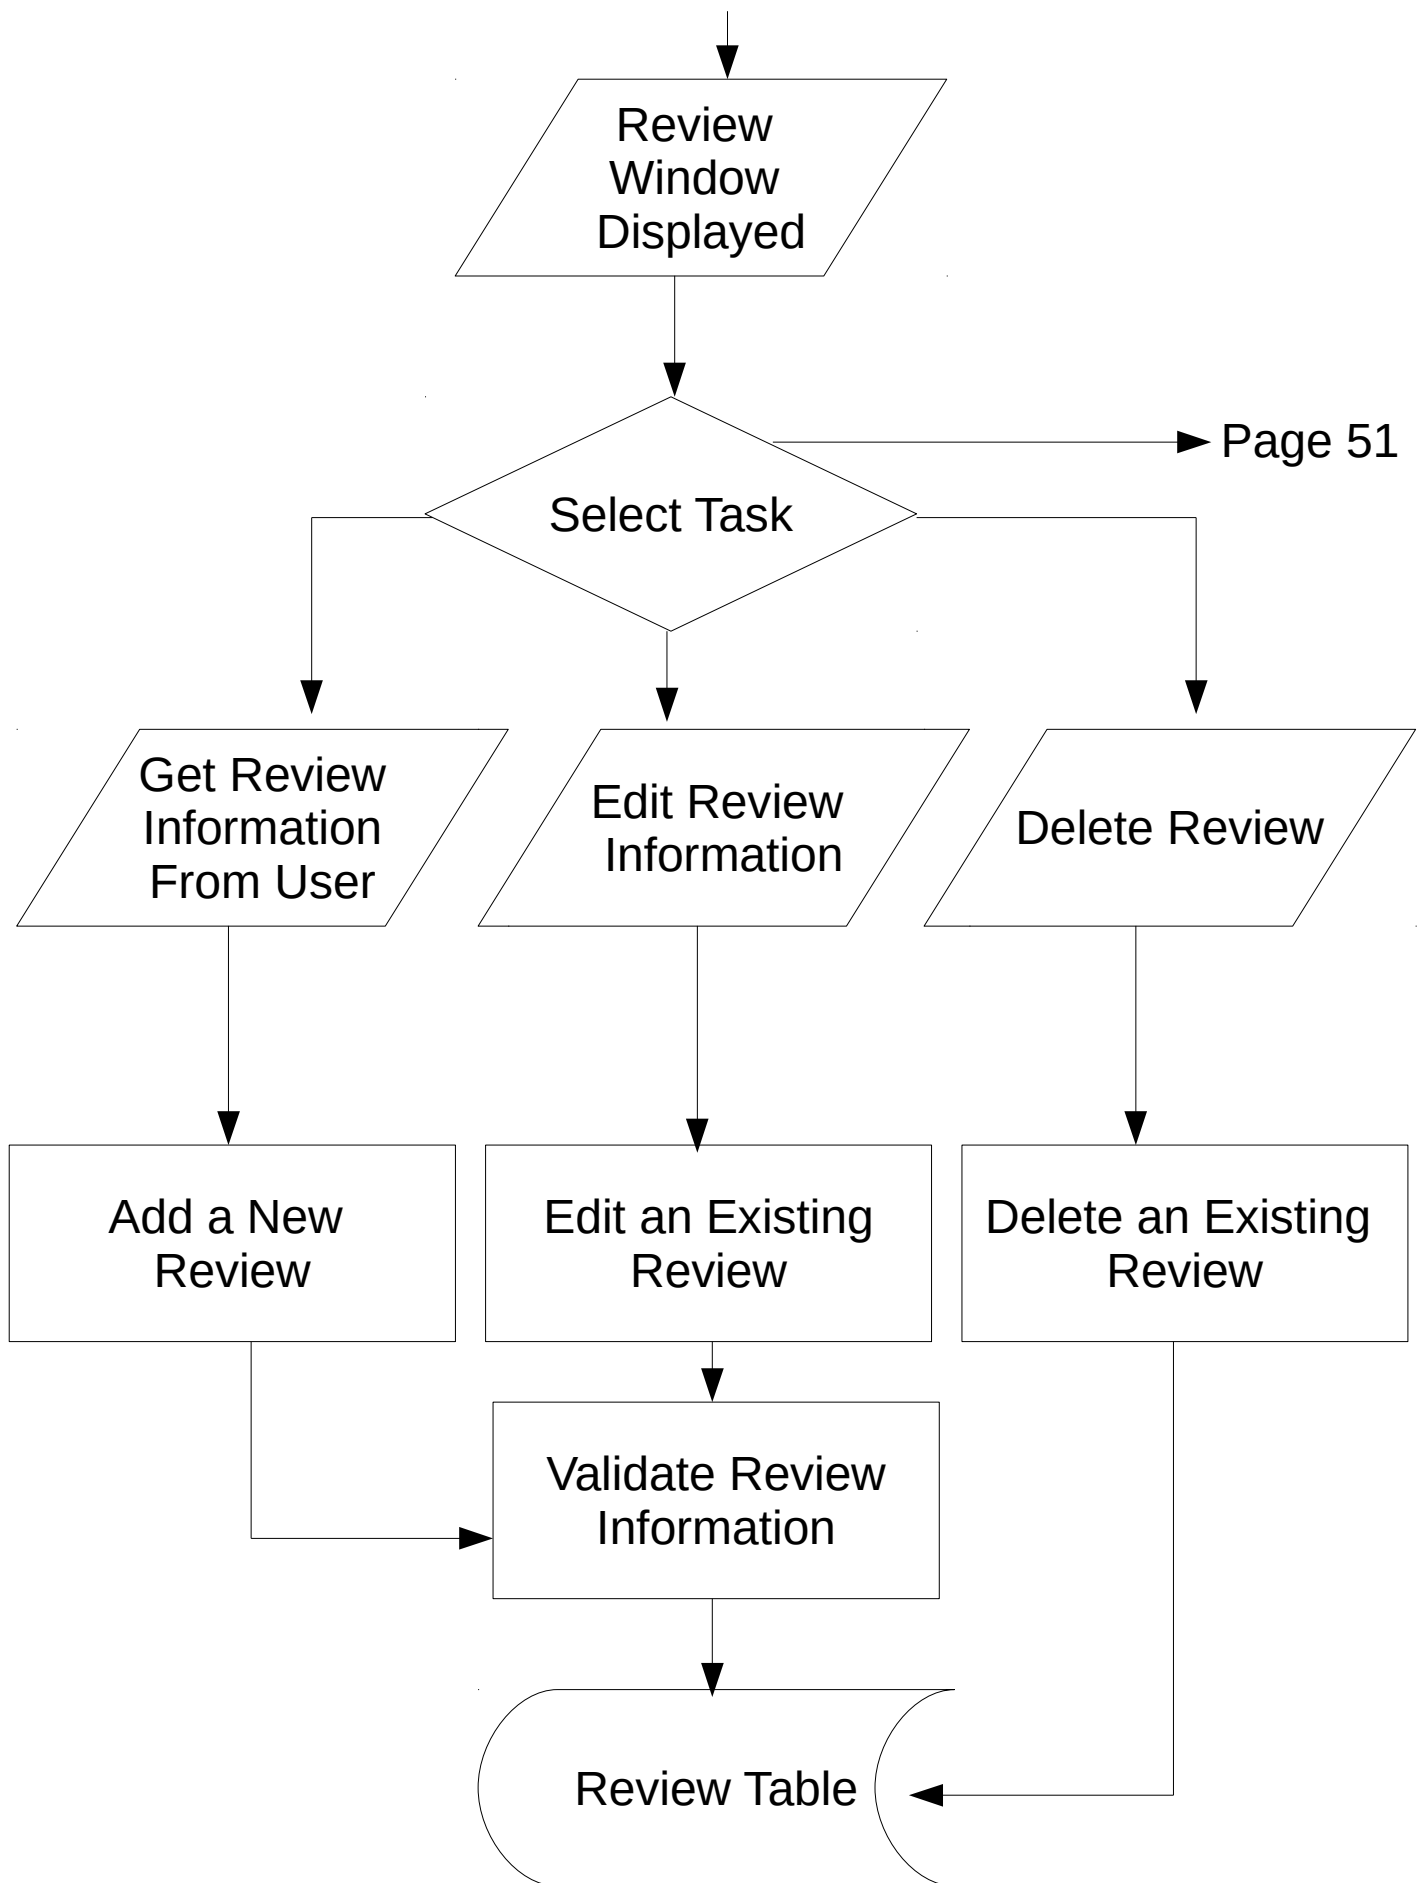 Review
Window
Displayed
Page 51
Select Task
Get Review
Information
From User
Edit Review
Information
Delete Review
Add a New
Review
Edit an Existing
Review
Delete an Existing
Review
Validate Review
Information
Review Table